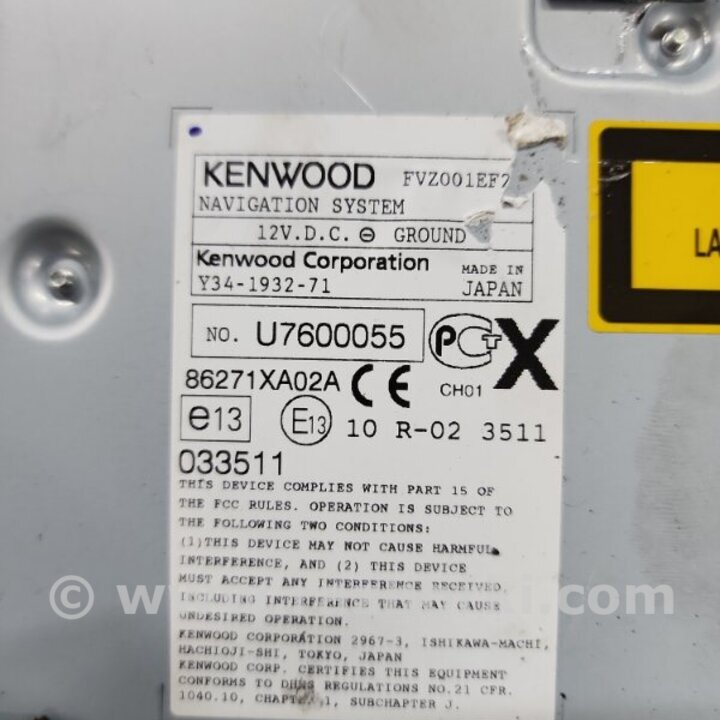 KENWOOD FVZ001EF2
NAVIGATION SYSTEM
12V.D.C. ⊖ GROUND
Kenwood Corporation MADE IN
Y34-1932-71 JAPAN
NO. U7600055
PCT X
86271XA02A CE CH01
e13 E13 10 R-02 3511
033511
THIS DEVICE COMPLIES WITH PART 15 OF
THE FCC RULES. OPERATION IS SUBJECT TO
THE FOLLOWING TWO CONDITIONS:
(1)THIS DEVICE MAY NOT CAUSE HARMFUL
INTERFERENCE, AND (2) THIS DEVICE
MUST ACCEPT ANY INTERFERENCE RECEIVED,
INCLUDING INTERFERENCE THAT MAY CAUSE
UNDESIRED OPERATION.
KENWOOD CORPORATION 2967-3, ISHIKAWA-MACHI,
HACHIOJI-SHI, TOKYO, JAPAN
KENWOOD CORP. CERTIFIES THIS EQUIPMENT
CONFORMS TO DHHS REGULATIONS NO.21 CFR.
1040.10, CHAPTER 1, SUBCHAPTER J.
LA